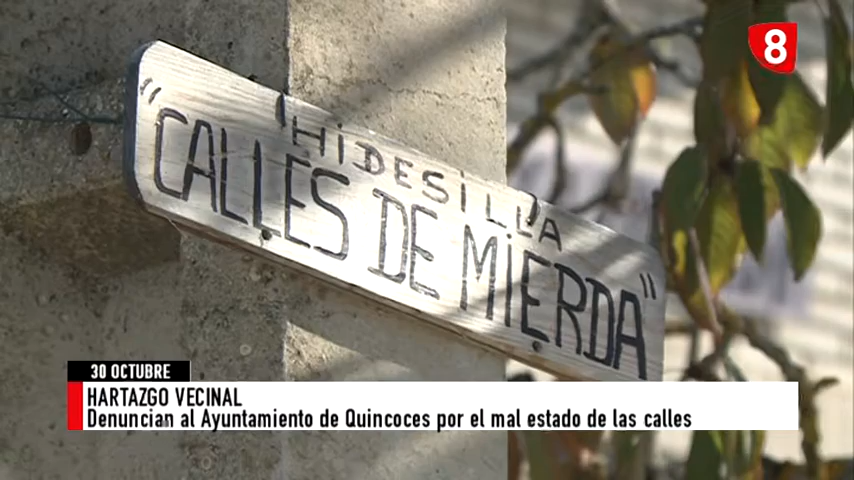 8
HIDESILLA
"CALLES DE MIERDA"
30 OCTUBRE
HARTAZGO VECINAL
Denuncian al Ayuntamiento de Quincoces por el mal estado de las calles